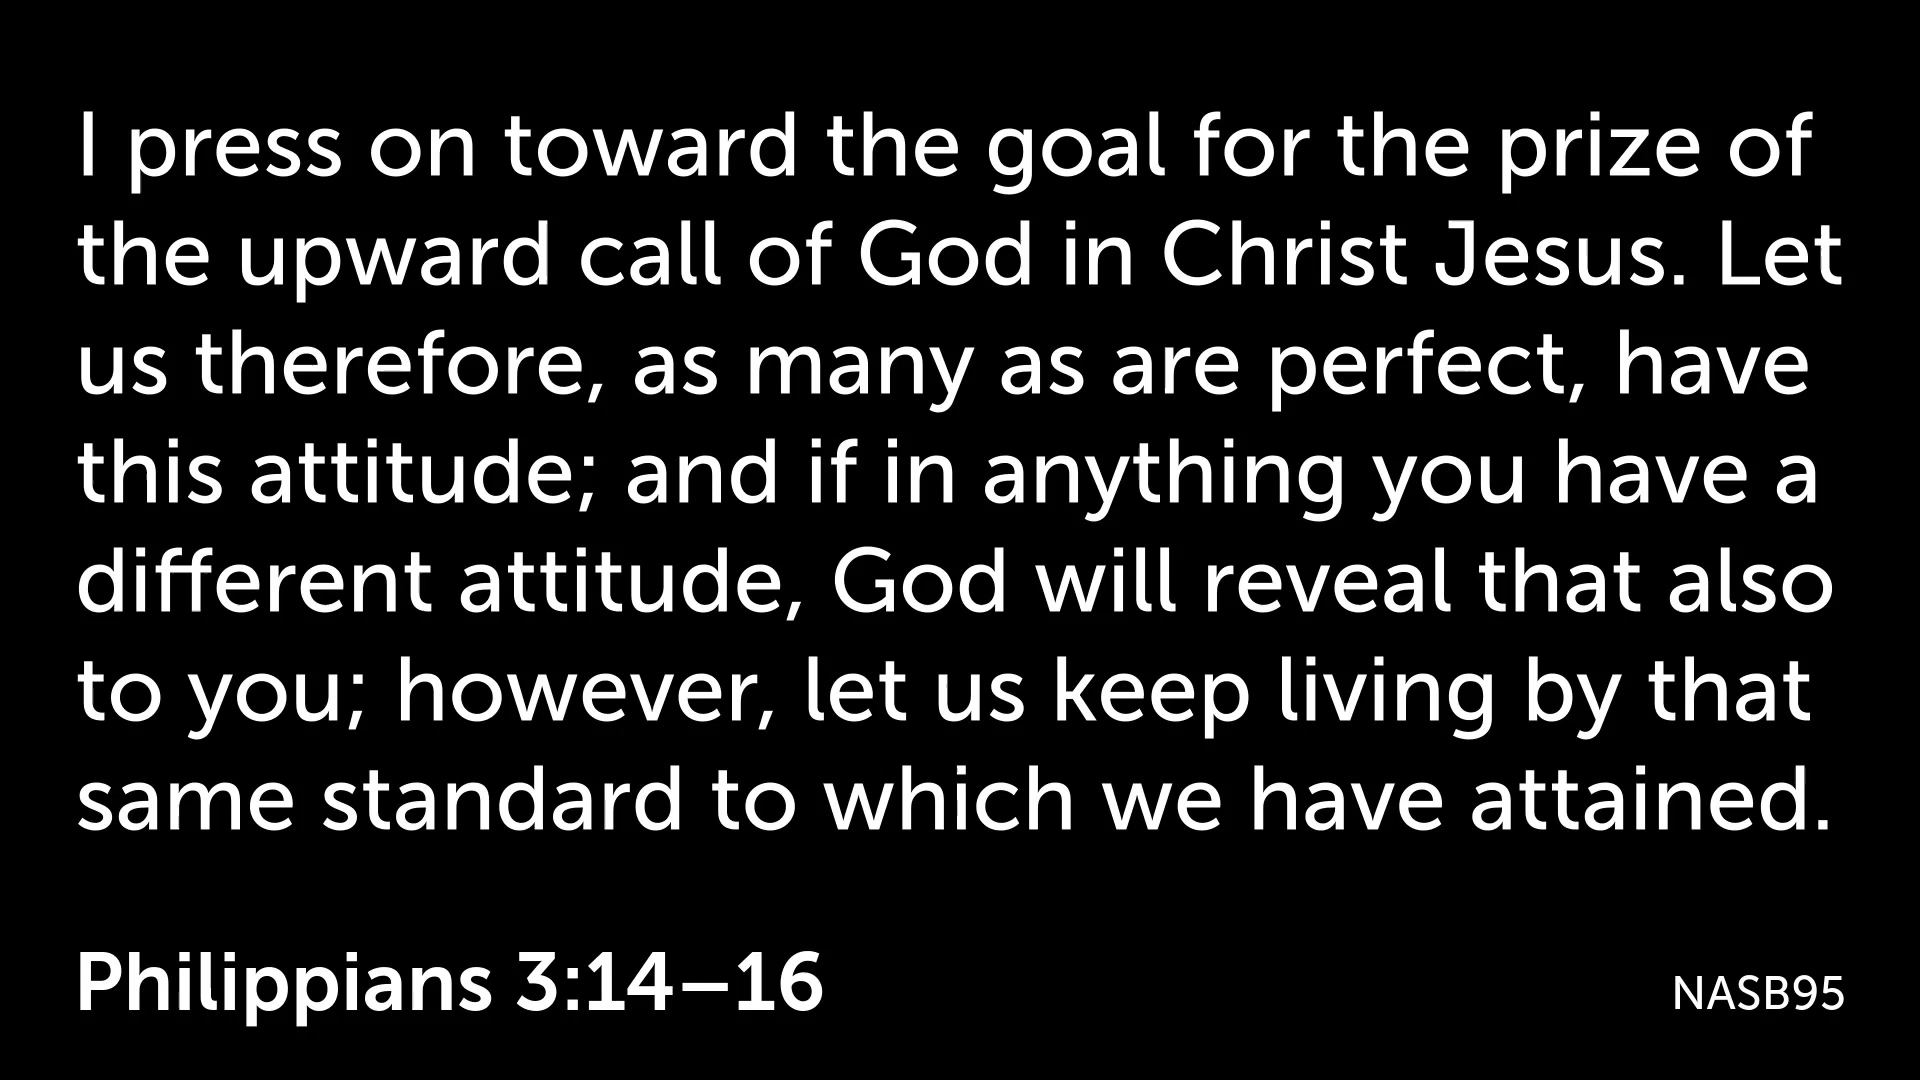 I press on toward the goal for the prize of
the upward call of God in Christ Jesus. Let
us therefore, as many as are perfect, have
this attitude; and if in anything you have a
different attitude, God will reveal that also
to you; however, let us keep living by that
same standard to which we have attained.
Philippians 3:14–16
NASB95